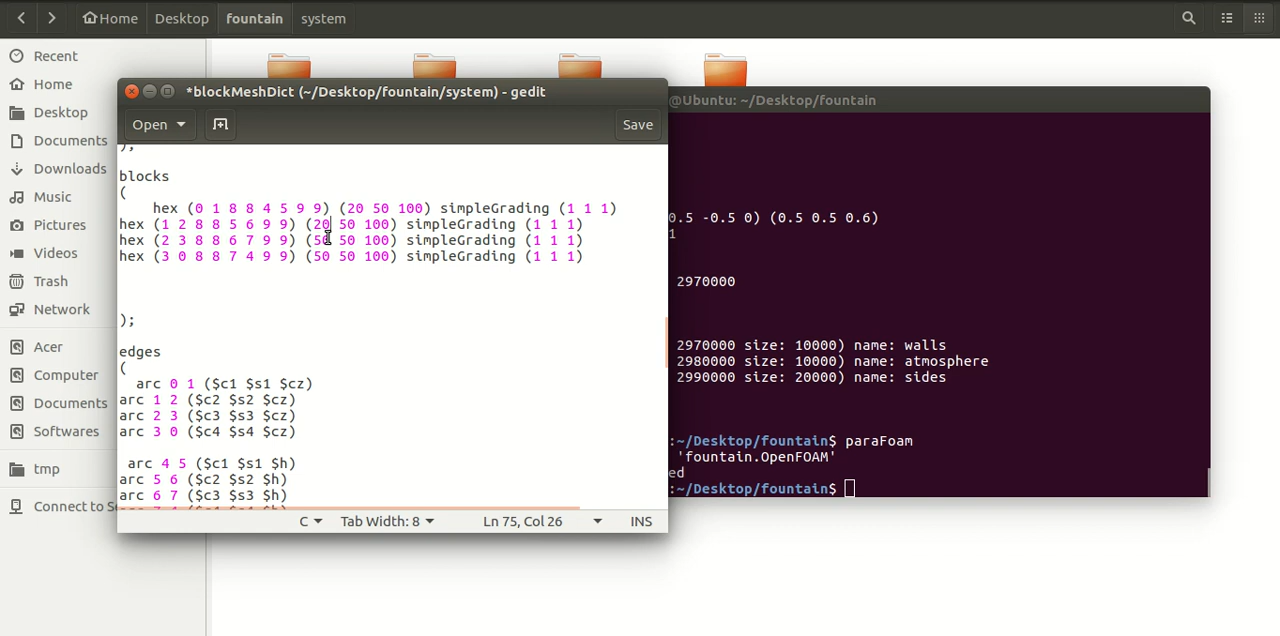 Home Desktop fountain system
Recent
Home
Desktop
Documents
Downloads
Music
Pictures
Videos
Trash
Network
Acer
Computer
Documents
Softwares
tmp
Connect to Se
*blockMeshDict (~/Desktop/fountain/system) - gedit
Open Save
);
blocks
(
hex (0 1 8 8 4 5 9 9) (20 50 100) simpleGrading (1 1 1)
hex (1 2 8 8 5 6 9 9) (20 50 100) simpleGrading (1 1 1)
hex (2 3 8 8 6 7 9 9) (50 50 100) simpleGrading (1 1 1)
hex (3 0 8 8 7 4 9 9) (50 50 100) simpleGrading (1 1 1)
);
edges
(
arc 0 1 ($c1 $s1 $cz)
arc 1 2 ($c2 $s2 $cz)
arc 2 3 ($c3 $s3 $cz)
arc 3 0 ($c4 $s4 $cz)
arc 4 5 ($c1 $s1 $h)
arc 5 6 ($c2 $s2 $h)
arc 6 7 ($c3 $s3 $h)
C Tab Width: 8 Ln 75, Col 26 INS
@Ubuntu: ~/Desktop/fountain
0.5 -0.5 0) (0.5 0.5 0.6)
1
2970000
2970000 size: 10000) name: walls
2980000 size: 10000) name: atmosphere
2990000 size: 20000) name: sides
:~/Desktop/fountain$ paraFoam
'fountain.OpenFOAM'
ed
:~/Desktop/fountain$